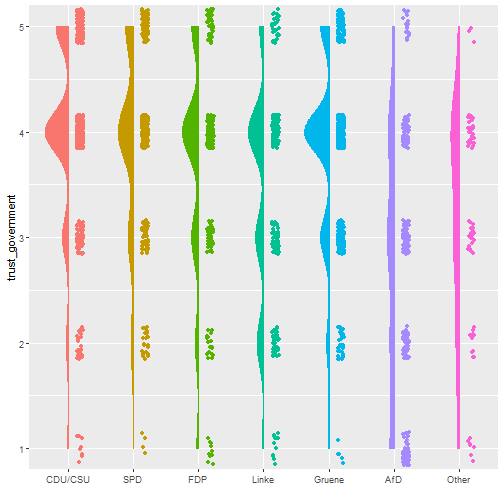 trust_government
5
4
3
2
1
CDU/CSU
SPD
FDP
Linke
Gruene
AfD
Other